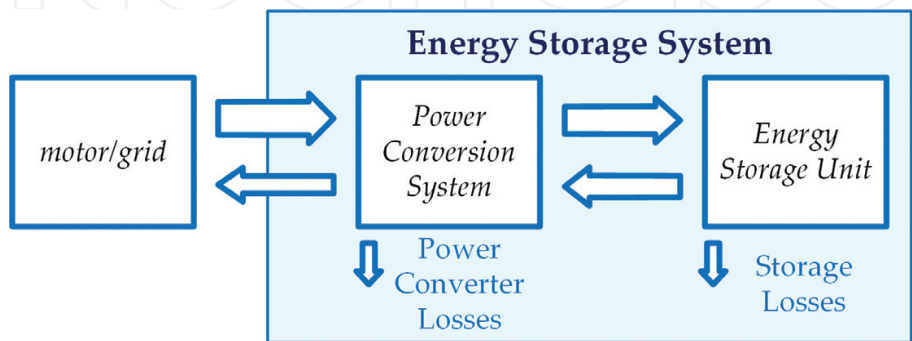 Energy Storage System
motor/grid
Power
Conversion
System
Energy
Storage Unit
Power
Converter
Losses
Storage
Losses